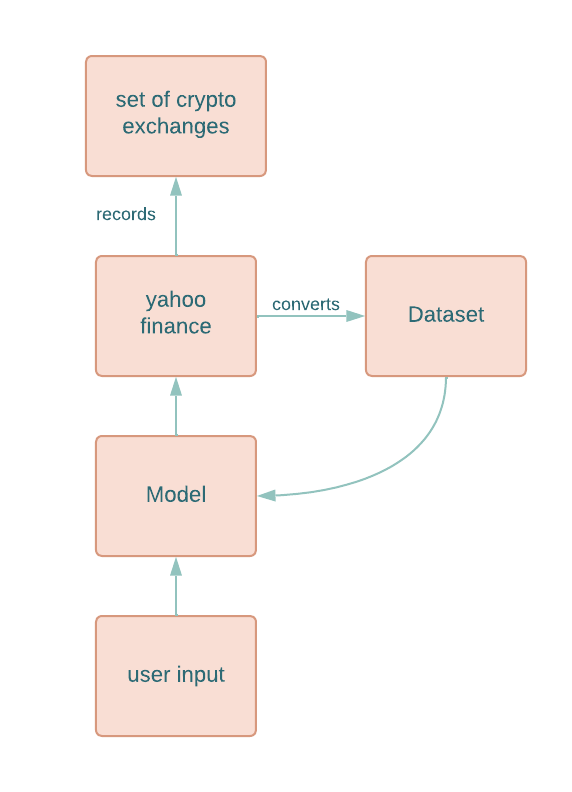 set of crypto
exchanges
records
yahoo
finance
converts
Dataset
Model
user input